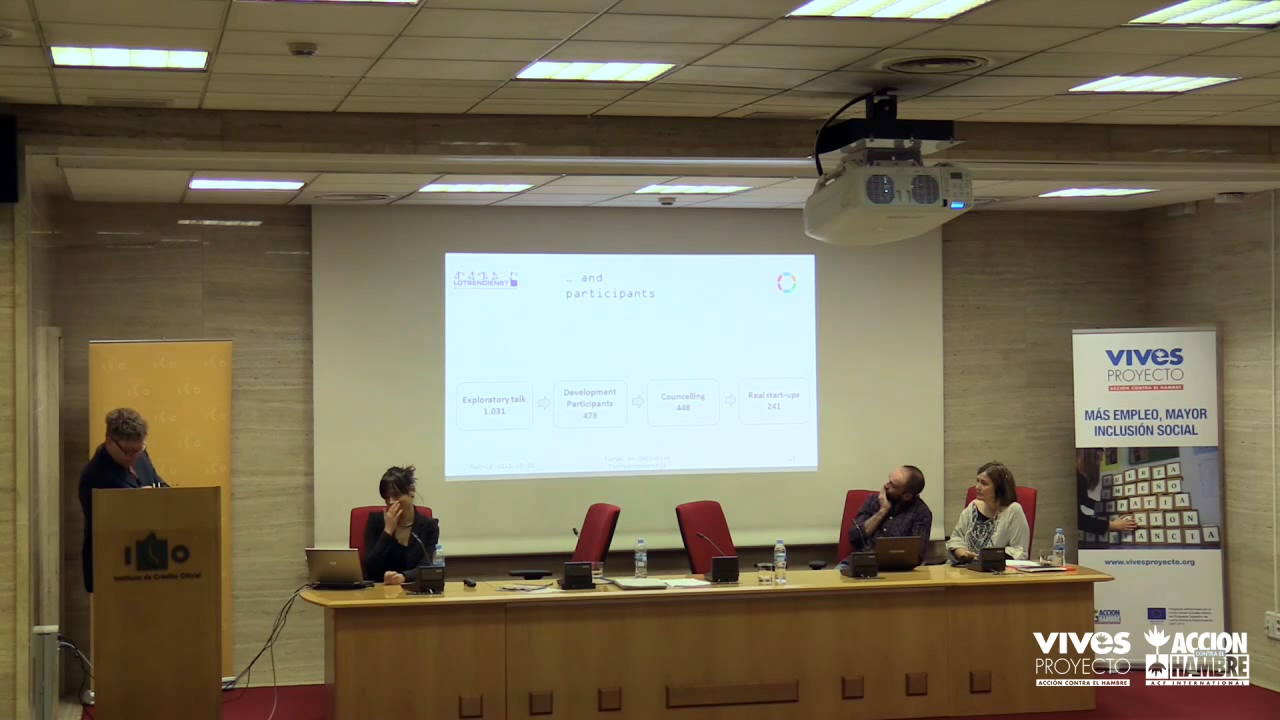 LOTSENDIENST
… and
participants
Exploratory talk
1.031
Development
Participants
478
Councelling
448
Real start-ups
241
ico
Instituto de Crédito Oficial
VIVES
PROYECTO
ACCIÓN CONTRA EL HAMBRE
MÁS EMPLEO, MAYOR
INCLUSIÓN SOCIAL
www.vivesproyecto.org
ACCION
HAMBRE
VIVES
PROYECTO
ACCIÓN CONTRA EL HAMBRE
ACCION
CONTRA EL
HAMBRE
ACF INTERNATIONAL